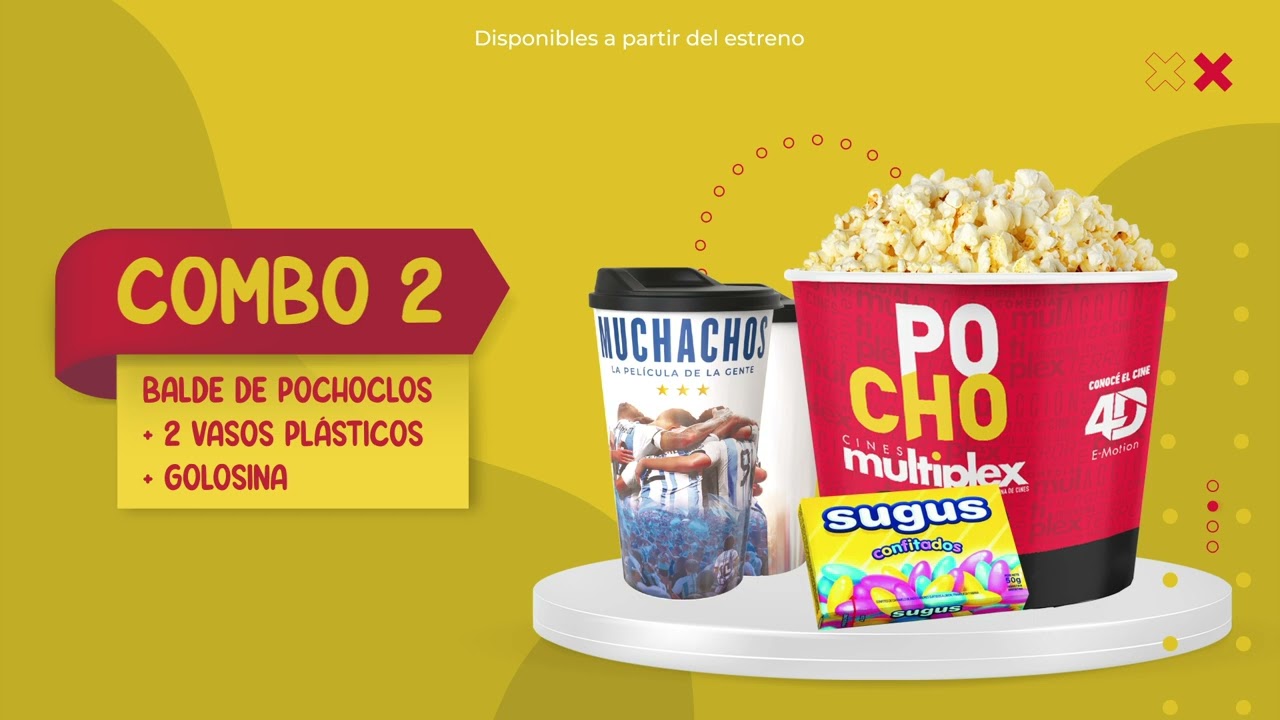 Disponibles a partir del estreno
COMBO 2
BALDE DE POCHOCLOS
+ 2 VASOS PLÁSTICOS
+ GOLOSINA
MUCHACHOS
LA PELÍCULA DE LA GENTE
PO
CHO
CINES
multiplex
CONOCÉ EL CINE
4D
E-Motion
sugus
confitados
50g
sugus